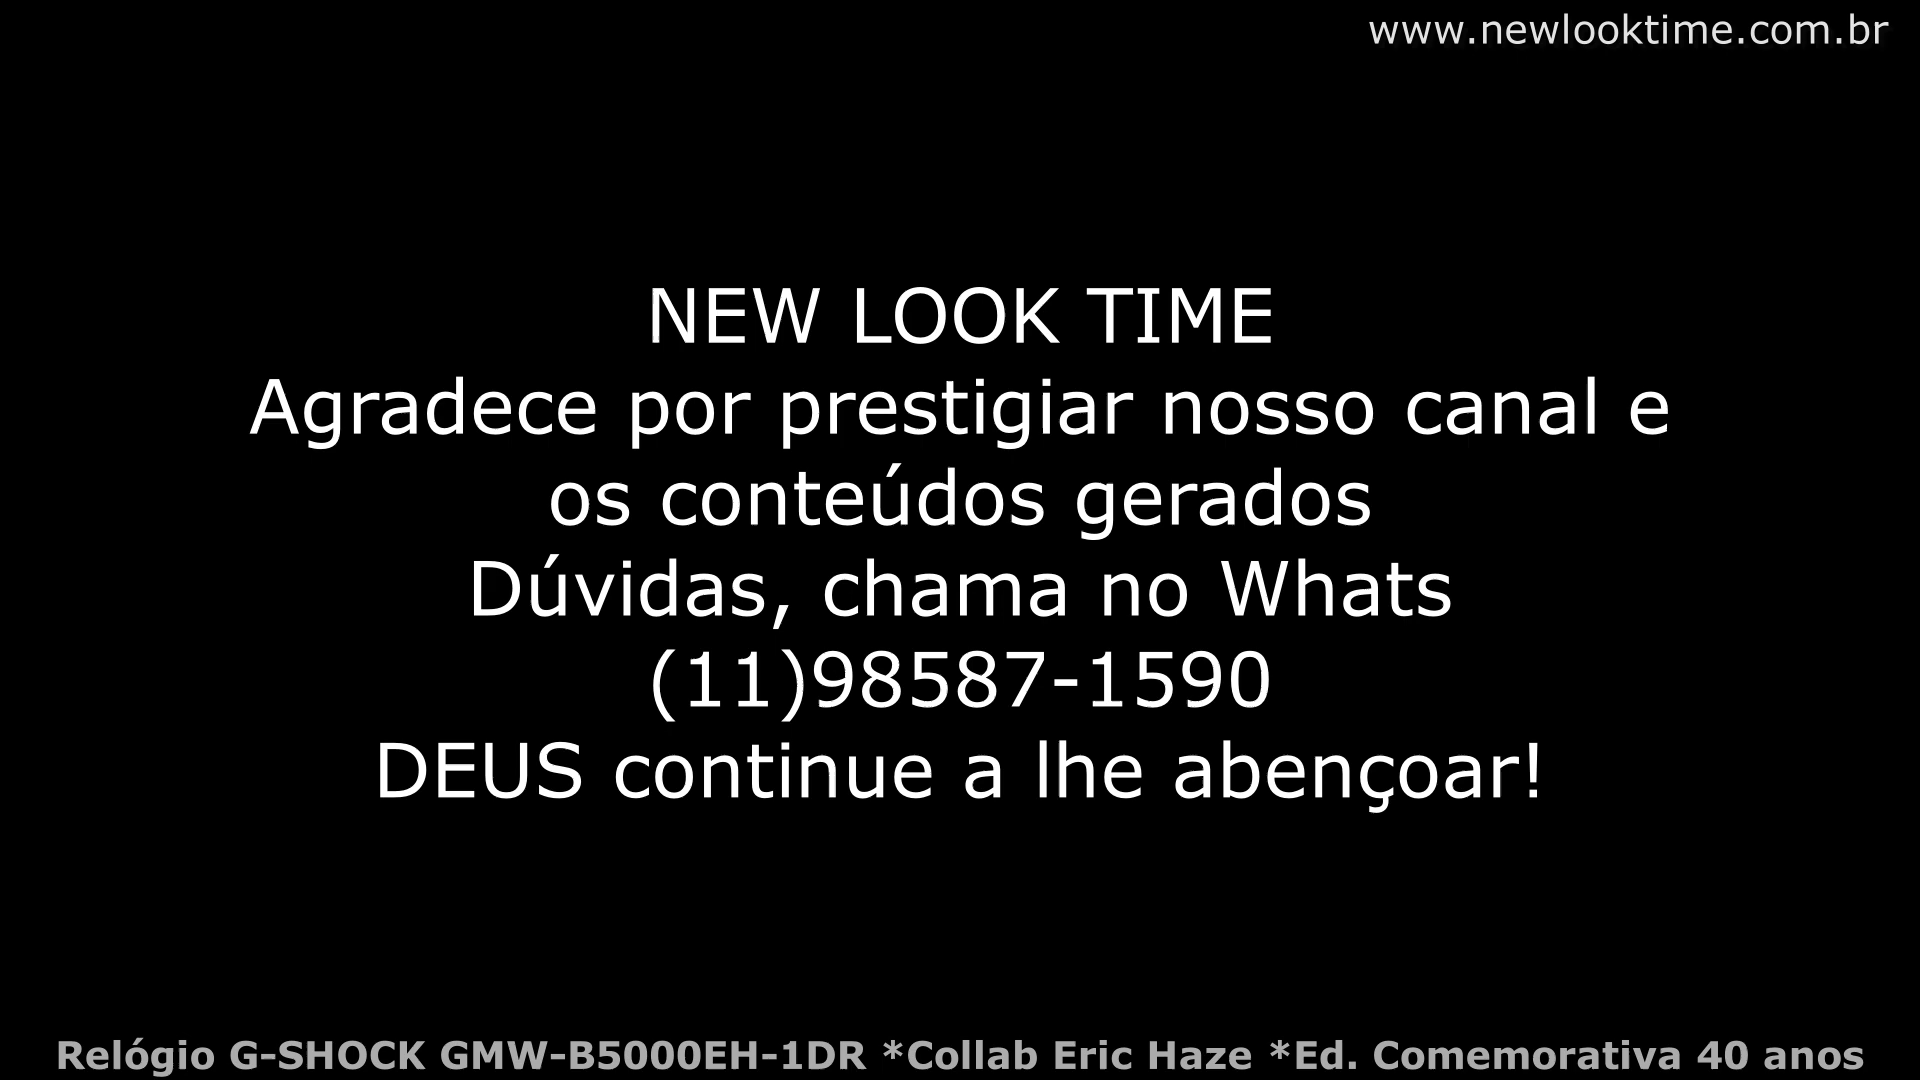 www.newlooktime.com.br
NEW LOOK TIME
Agradece por prestigiar nosso canal e
os conteúdos gerados
Dúvidas, chama no Whats
(11)98587-1590
DEUS continue a lhe abençoar!
Relógio G-SHOCK GMW-B5000EH-1DR *Collab Eric Haze *Ed. Comemorativa 40 anos